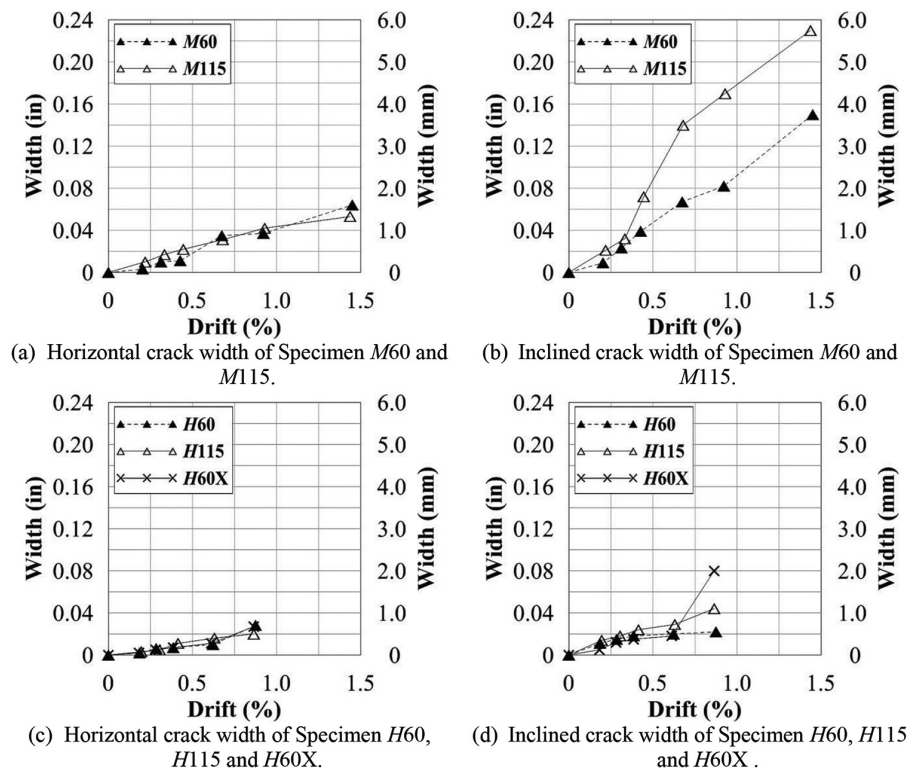 0.24
0.20
0.16
0.12
0.08
0.04
0
Width (in)
M60
M115
6.0
5.0
4.0
3.0
2.0
1.0
0
Width (mm)
0 0.5 1.0 1.5
Drift (%)
(a) Horizontal crack width of Specimen M60 and
M115.
0.24
0.20
0.16
0.12
0.08
0.04
0
Width (in)
M60
M115
6.0
5.0
4.0
3.0
2.0
1.0
0
Width (mm)
0 0.5 1.0 1.5
Drift (%)
(b) Inclined crack width of Specimen M60 and
M115.
0.24
0.20
0.16
0.12
0.08
0.04
0
Width (in)
H60
H115
H60X
6.0
5.0
4.0
3.0
2.0
1.0
0
Width (mm)
0 0.5 1.0 1.5
Drift (%)
(c) Horizontal crack width of Specimen H60,
H115 and H60X.
0.24
0.20
0.16
0.12
0.08
0.04
0
Width (in)
H60
H115
H60X
6.0
5.0
4.0
3.0
2.0
1.0
0
Width (mm)
0 0.5 1.0 1.5
Drift (%)
(d) Inclined crack width of Specimen H60, H115
and H60X .